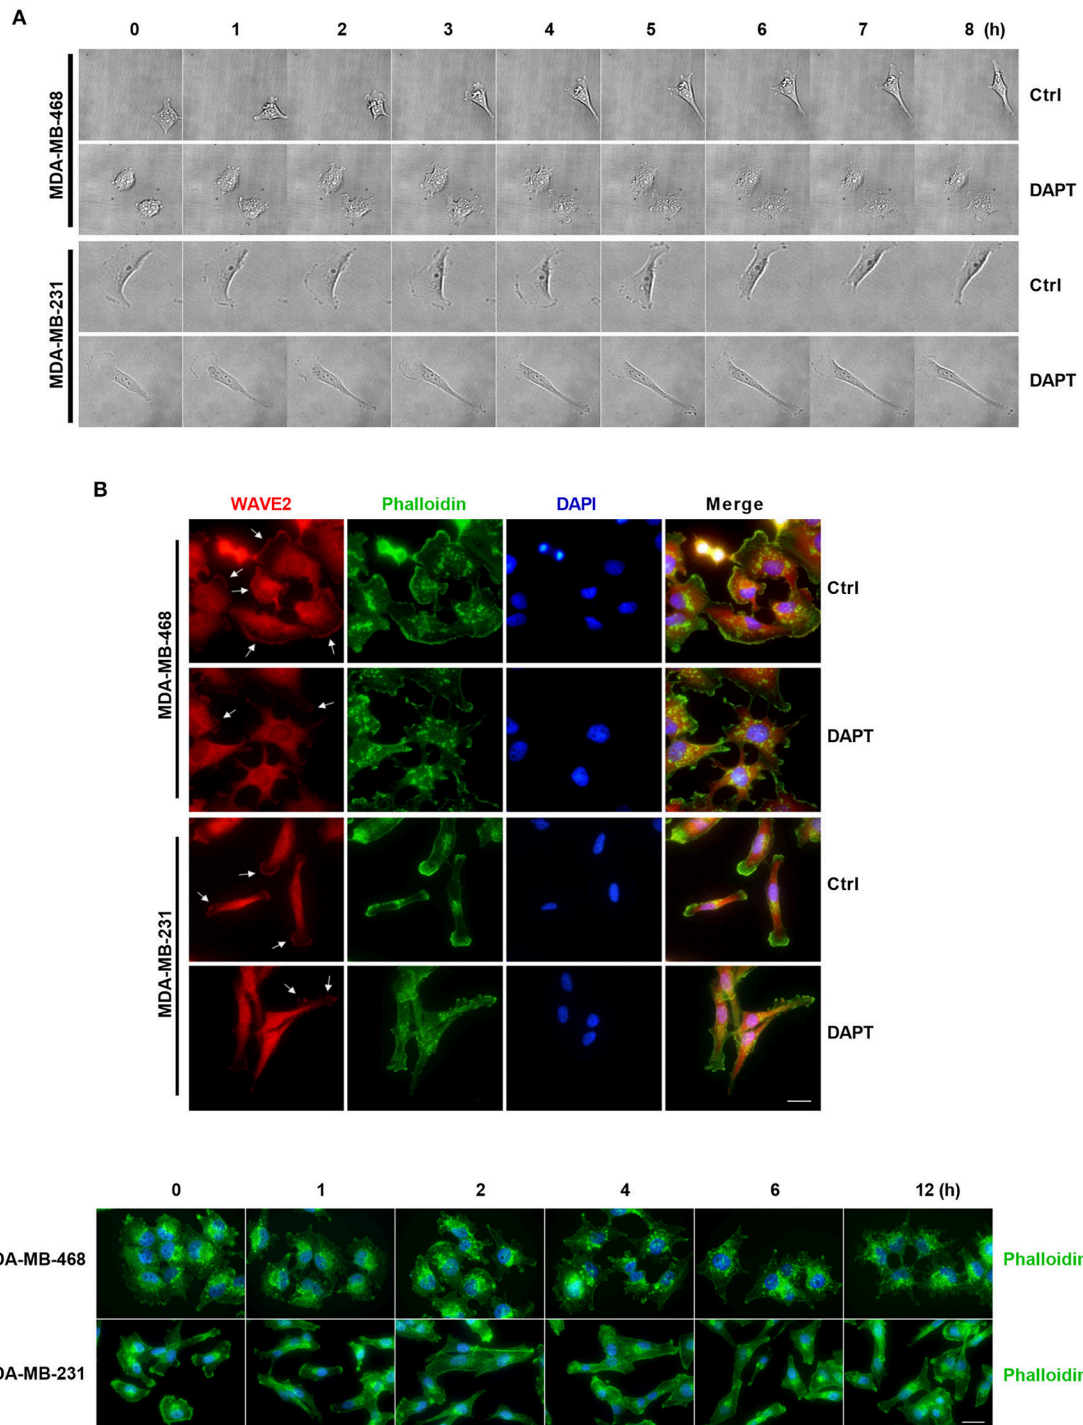 A
0 1 2 3 4 5 6 7 8 (h)
MDA-MB-468
Ctrl
DAPT
MDA-MB-231
Ctrl
DAPT
B
WAVE2 Phalloidin DAPI Merge
MDA-MB-468
Ctrl
DAPT
MDA-MB-231
Ctrl
DAPT
0 1 2 4 6 12 (h)
DA-MB-468 Phalloidin
DA-MB-231 Phalloidin